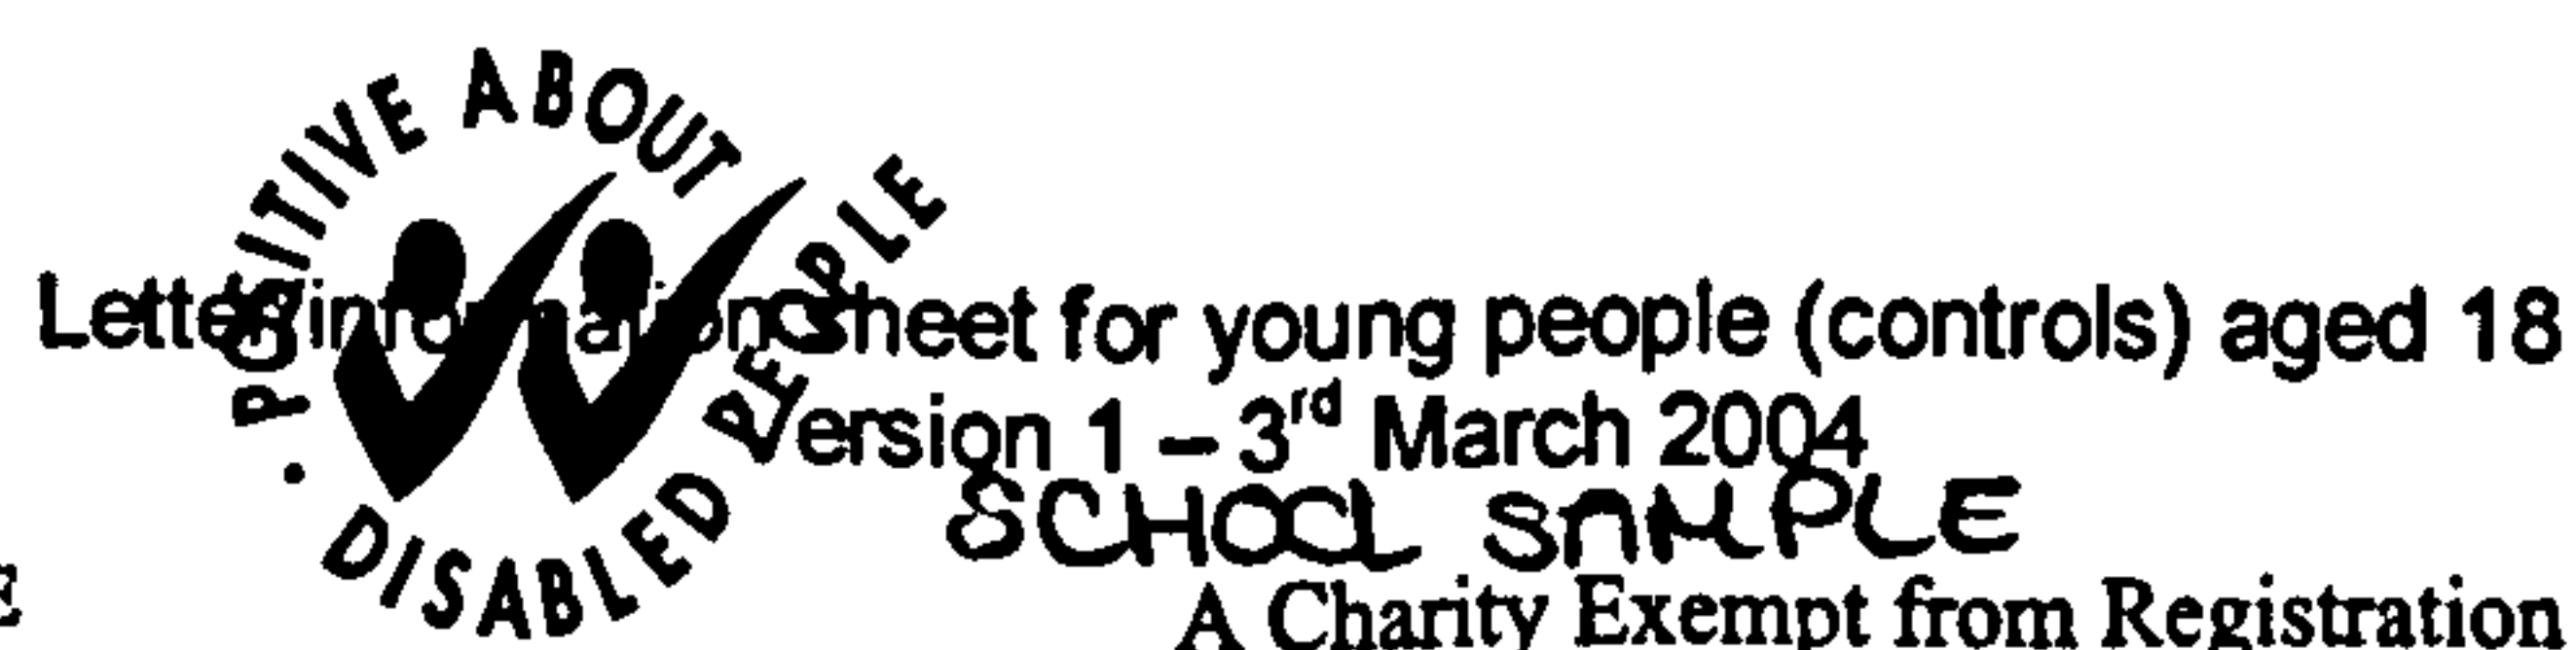 POSITIVE ABOUT DISABLED PEOPLE
Letter information sheet for young people (controls) aged 18
Version 1 – 3rd March 2004
SCHOOL SAMPLE
A Charity Exempt from Registration